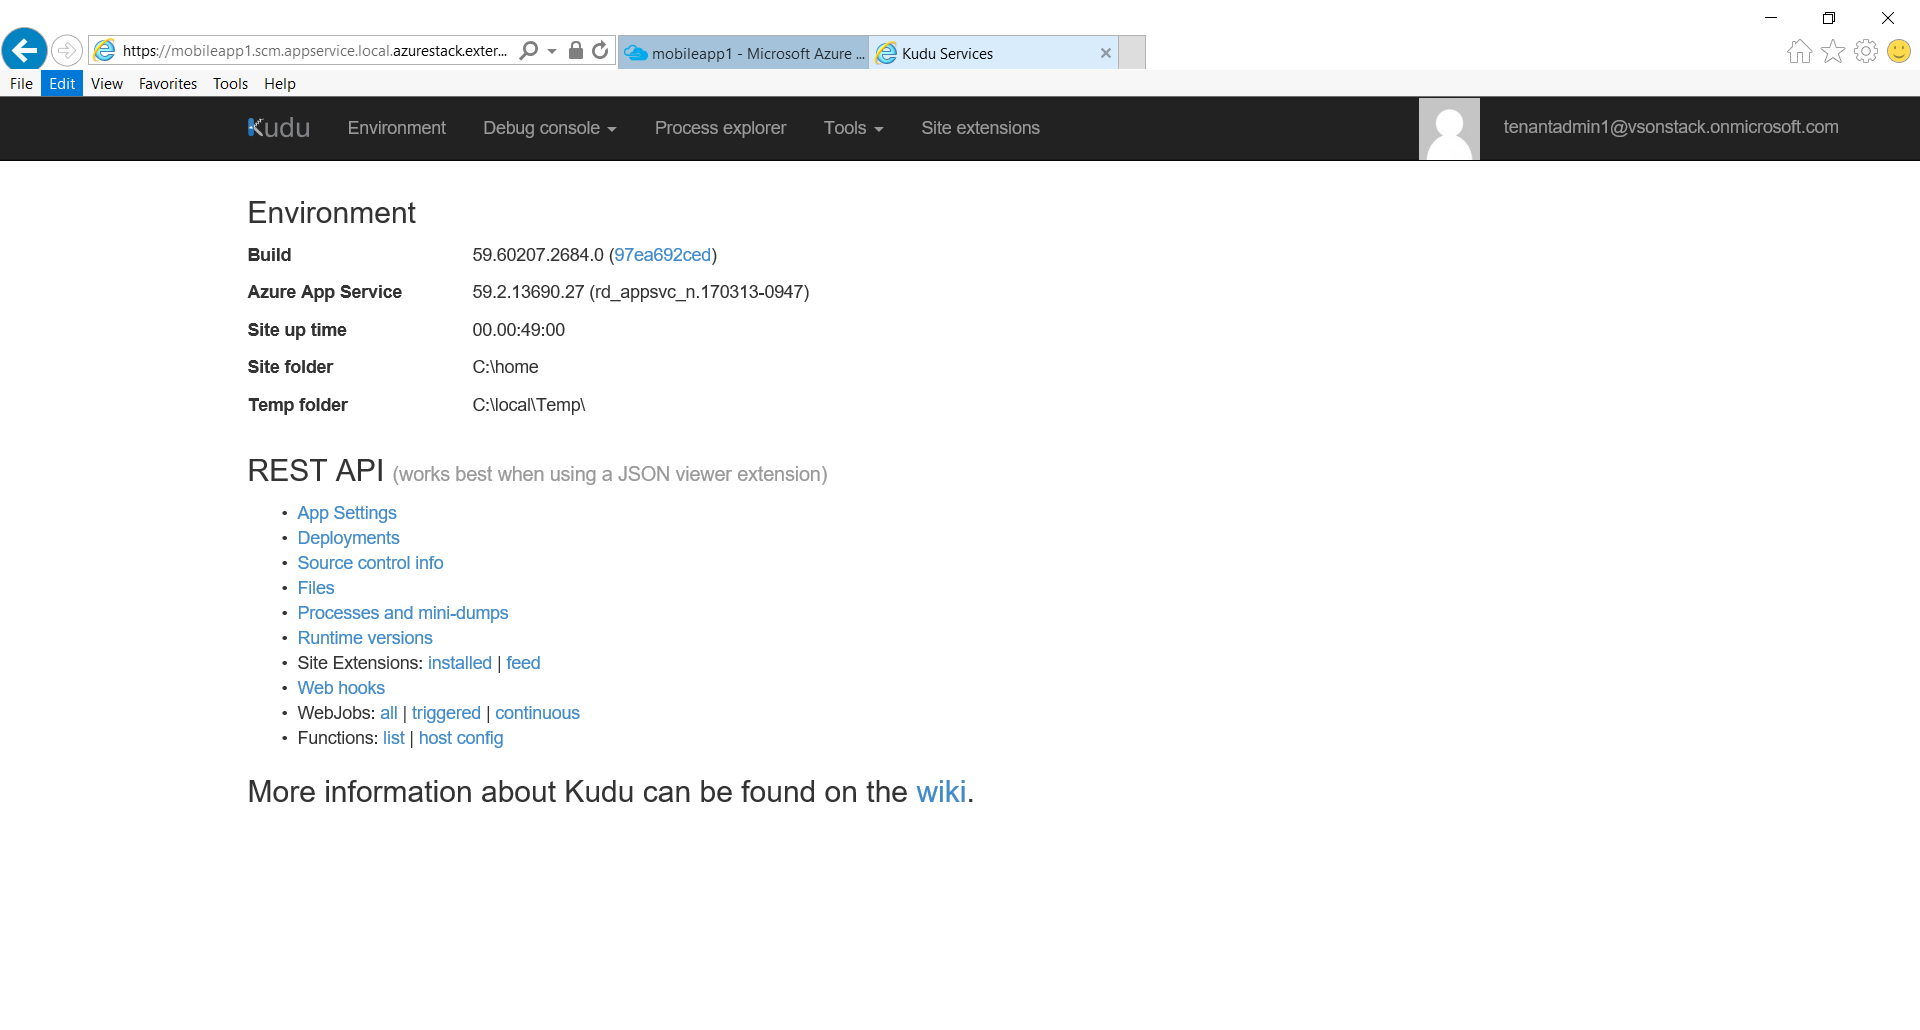 https://mobileapp1.scm.appservice.local.azurestack.exter...
mobileapp1 - Microsoft Azure ...
Kudu Services
File Edit View Favorites Tools Help
Kudu Environment Debug console Process explorer Tools Site extensions tenantadmin1@vsonstack.onmicrosoft.com
Environment
Build 59.60207.2684.0 (97ea692ced)
Azure App Service 59.2.13690.27 (rd_appsvc_n.170313-0947)
Site up time 00.00:49:00
Site folder C:\home
Temp folder C:\local\Temp\
REST API (works best when using a JSON viewer extension)
• App Settings
• Deployments
• Source control info
• Files
• Processes and mini-dumps
• Runtime versions
• Site Extensions: installed | feed
• Web hooks
• WebJobs: all | triggered | continuous
• Functions: list | host config
More information about Kudu can be found on the wiki.